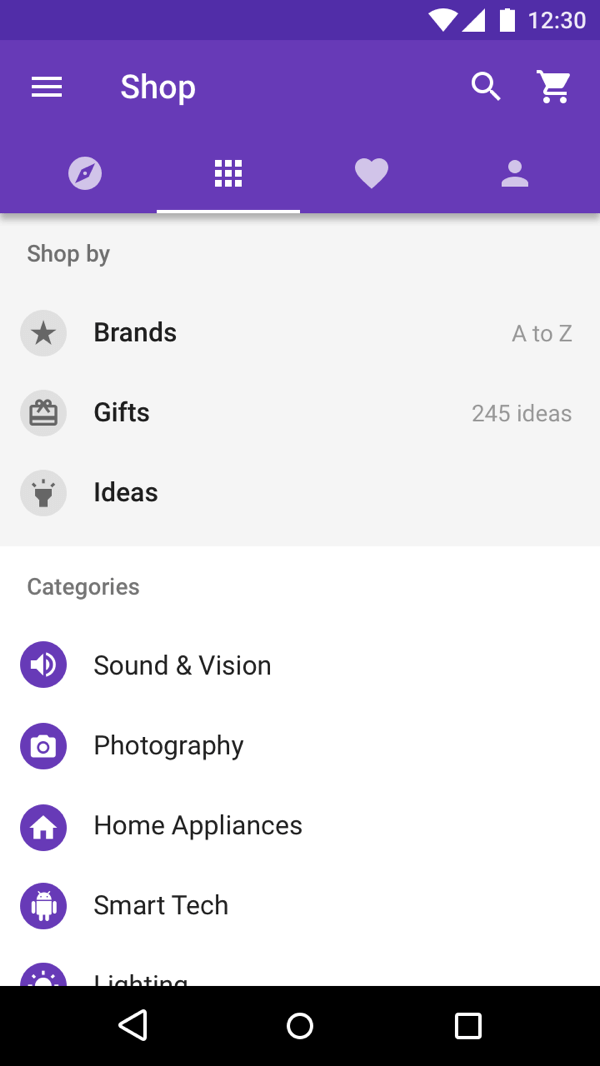 12:30
Shop
Shop by
Brands A to Z
Gifts 245 ideas
Ideas
Categories
Sound & Vision
Photography
Home Appliances
Smart Tech
Lighting